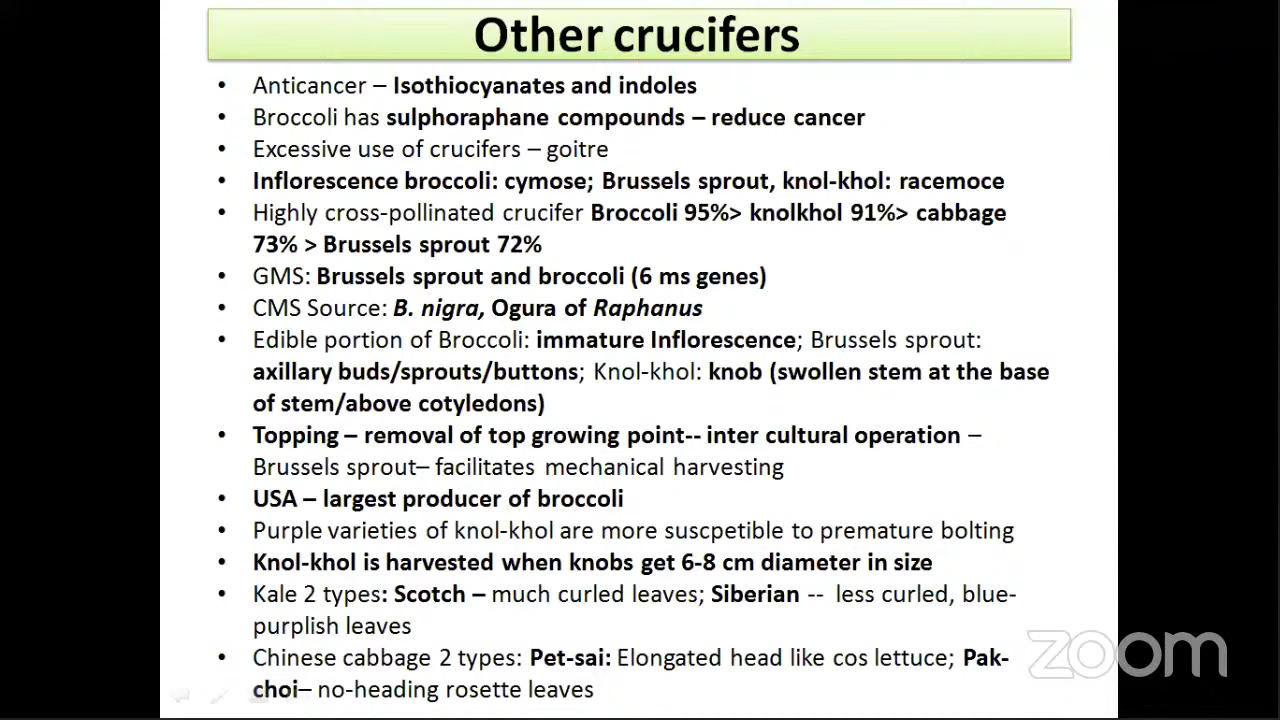 Other crucifers
• Anticancer – Isothiocyanates and indoles
• Broccoli has sulphoraphane compounds – reduce cancer
• Excessive use of crucifers – goitre
• Inflorescence broccoli: cymose; Brussels sprout, knol-khol: racemoce
• Highly cross-pollinated crucifer Broccoli 95%> knolkhol 91%> cabbage
73% > Brussels sprout 72%
• GMS: Brussels sprout and broccoli (6 ms genes)
• CMS Source: B. nigra, Ogura of Raphanus
• Edible portion of Broccoli: immature Inflorescence; Brussels sprout:
axillary buds/sprouts/buttons; Knol-khol: knob (swollen stem at the base
of stem/above cotyledons)
• Topping – removal of top growing point-- inter cultural operation –
Brussels sprout– facilitates mechanical harvesting
• USA – largest producer of broccoli
• Purple varieties of knol-khol are more suscpetible to premature bolting
• Knol-khol is harvested when knobs get 6-8 cm diameter in size
• Kale 2 types: Scotch – much curled leaves; Siberian -- less curled, blue-
purplish leaves
• Chinese cabbage 2 types: Pet-sai: Elongated head like cos lettuce; Pak-
choi– no-heading rosette leaves
zoom